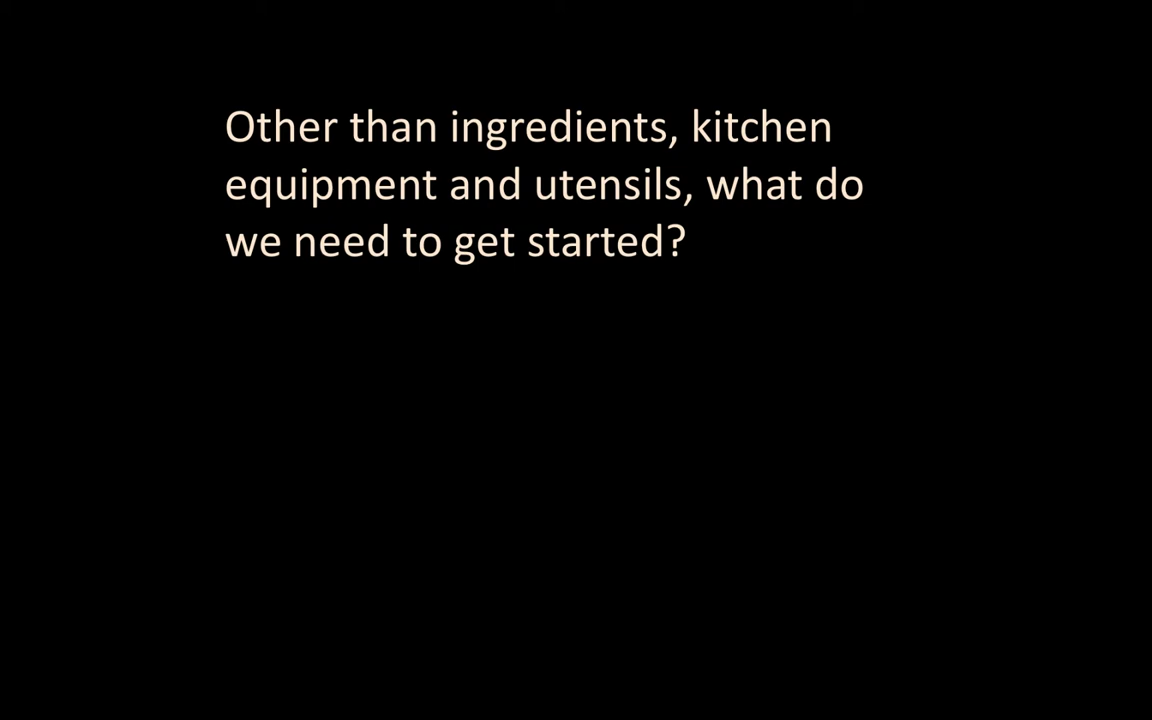 Other than ingredients, kitchen
equipment and utensils, what do
we need to get started?